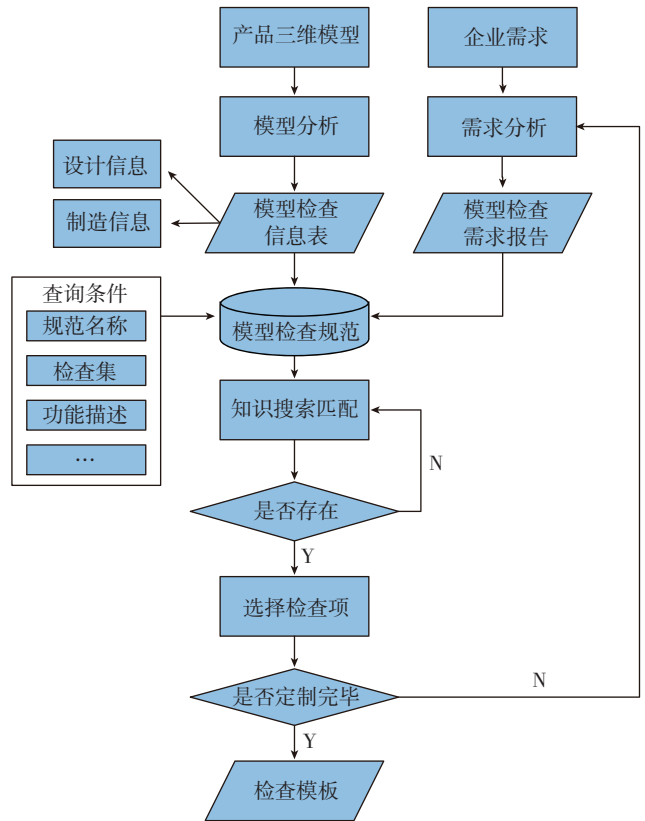 产品三维模型
企业需求
模型分析
需求分析
设计信息
制造信息
模型检查
信息表
模型检查
需求报告
查询条件
规范名称
检查集
功能描述
…
模型检查规范
知识搜索匹配
N
是否存在
Y
选择检查项
是否定制完毕
N
Y
检查模板